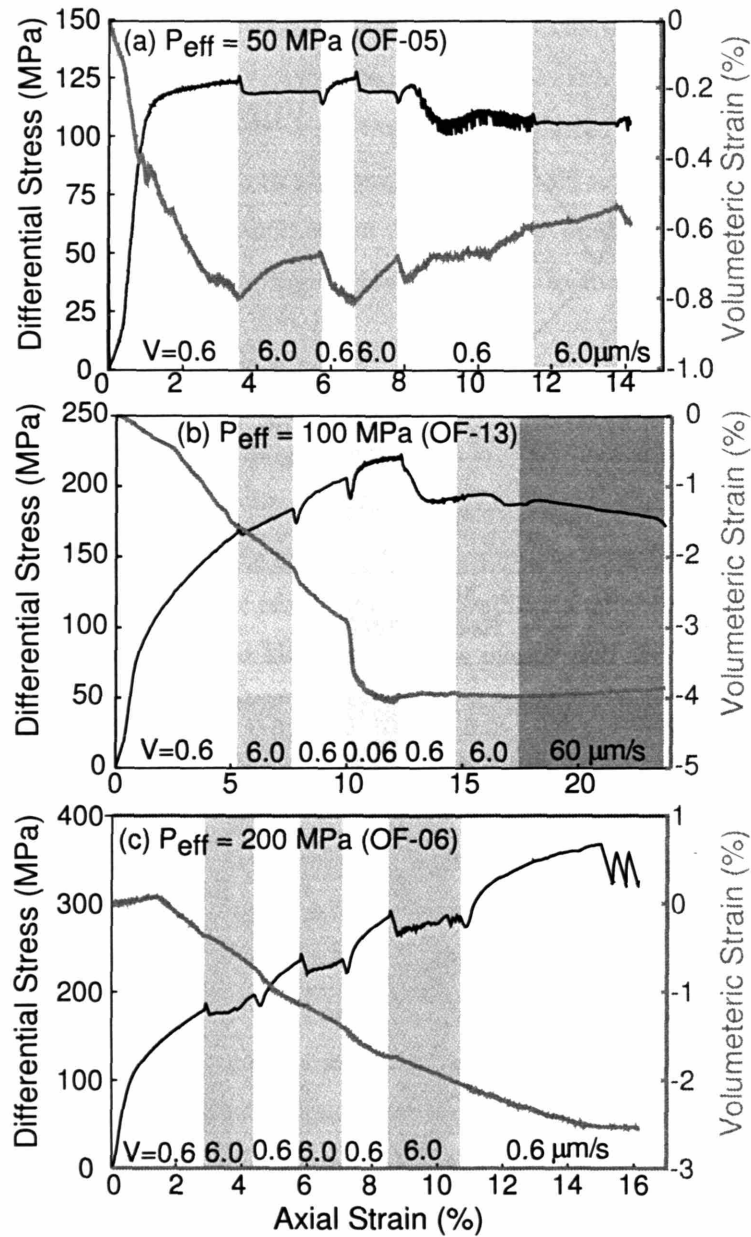 (a) Peff = 50 MPa (OF-05)
Differential Stress (MPa)
150
125
100
75
50
25
0
0
-0.2
-0.4
-0.6
-0.8
-1.0
Volumeteric Strain (%)
V=0.6 6.0 0.6 6.0 0.6 6.0μm/s
0 2 4 6 8 10 12 14
(b) Peff = 100 MPa (OF-13)
Differential Stress (MPa)
250
200
150
100
50
0
0
-1
-2
-3
-4
-5
Volumeteric Strain (%)
V=0.6 6.0 0.6 0.06 0.6 6.0 60 μm/s
0 5 10 15 20
(c) Peff = 200 MPa (OF-06)
Differential Stress (MPa)
400
300
200
100
0
1
0
-1
-2
-3
Volumeteric Strain (%)
V=0.6 6.0 0.6 6.0 0.6 6.0 0.6 μm/s
0 2 4 6 8 10 12 14 16
Axial Strain (%)